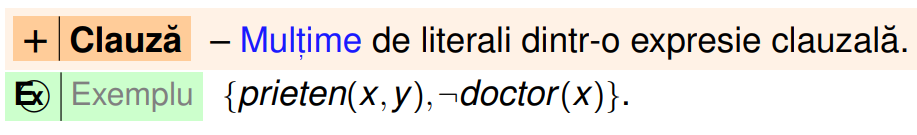 + Clauză – Mulțime de literali dintr-o expresie clauzală.
Ex Exemplu {prieten(x, y), ¬doctor(x)}.